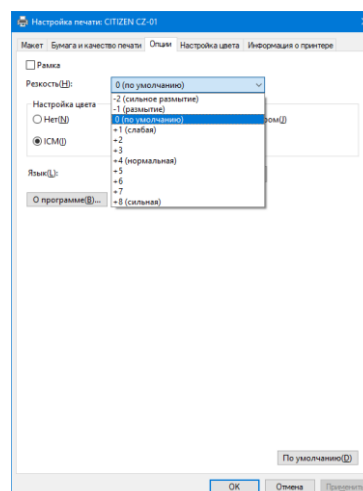 Настройка печати: CITIZEN CZ-01
Макет Бумага и качество печати Опции Настройка цвета Информация о принтере
Рамка
Резкость(H): 0 (по умолчанию)
-2 (сильное размытие)
-1 (размытие)
0 (по умолчанию)
+1 (слабая)
+2
+3
+4 (нормальная)
+5
+6
+7
+8 (сильная)
Настройка цвета
Нет(N)
ICM(I)
Язык(L):
О программе(B)...
По умолчанию(D)
OK Отмена Применить